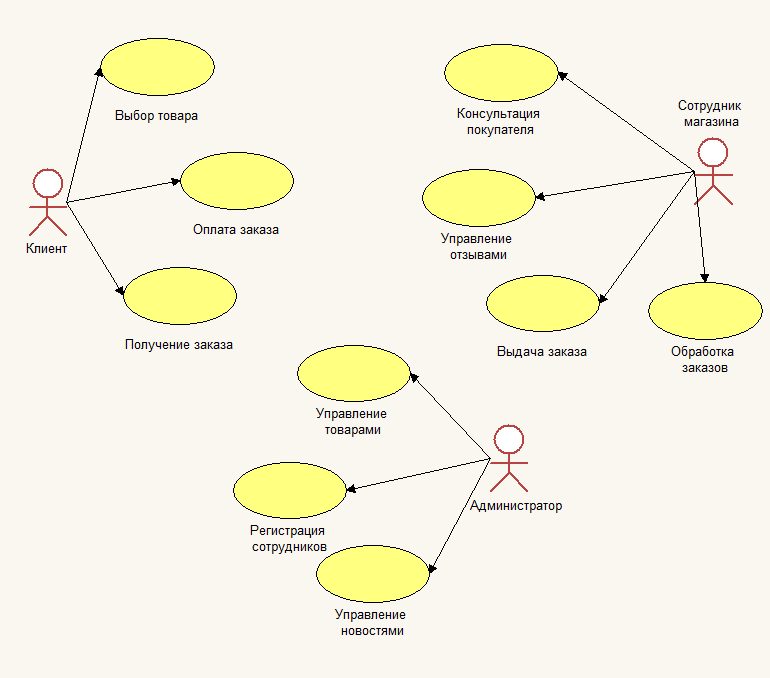 Выбор товара
Оплата заказа
Клиент
Получение заказа
Консультация
покупателя
Сотрудник
магазина
Управление
отзывами
Выдача заказа
Обработка
заказов
Управление
товарами
Администратор
Регистрация
сотрудников
Управление
новостями